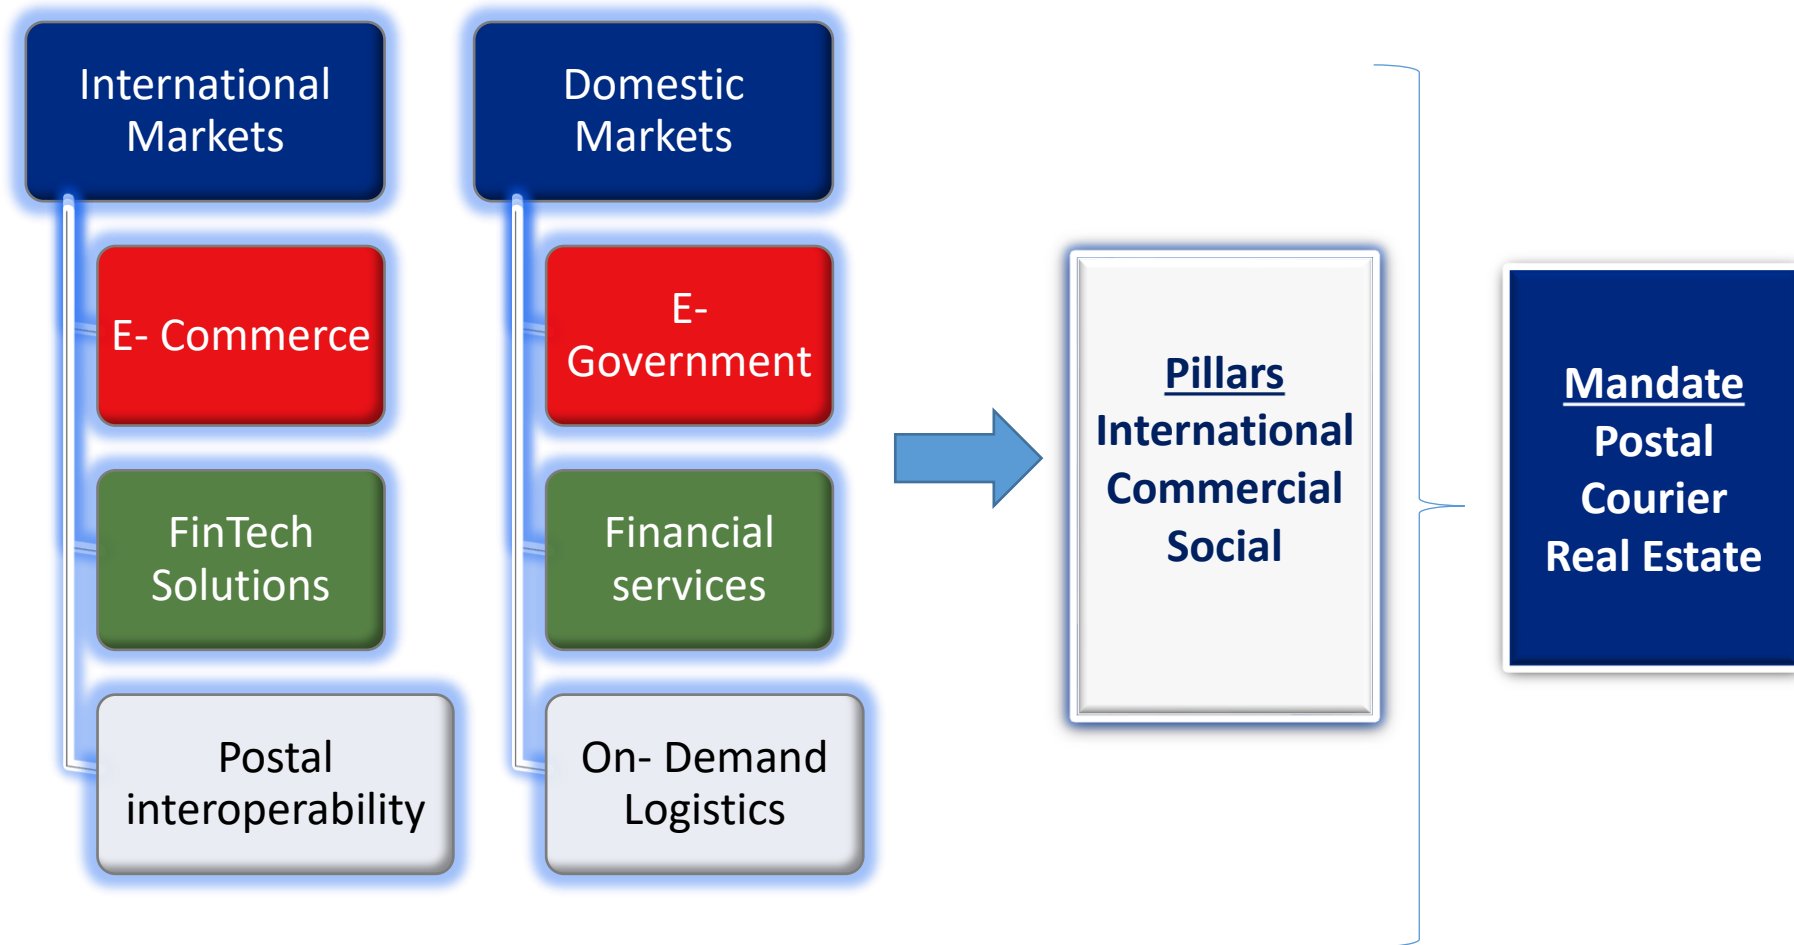 International
Markets
E- Commerce
FinTech
Solutions
Postal
interoperability
Domestic
Markets
E-
Government
Financial
services
On- Demand
Logistics
Pillars
International
Commercial
Social
Mandate
Postal
Courier
Real Estate